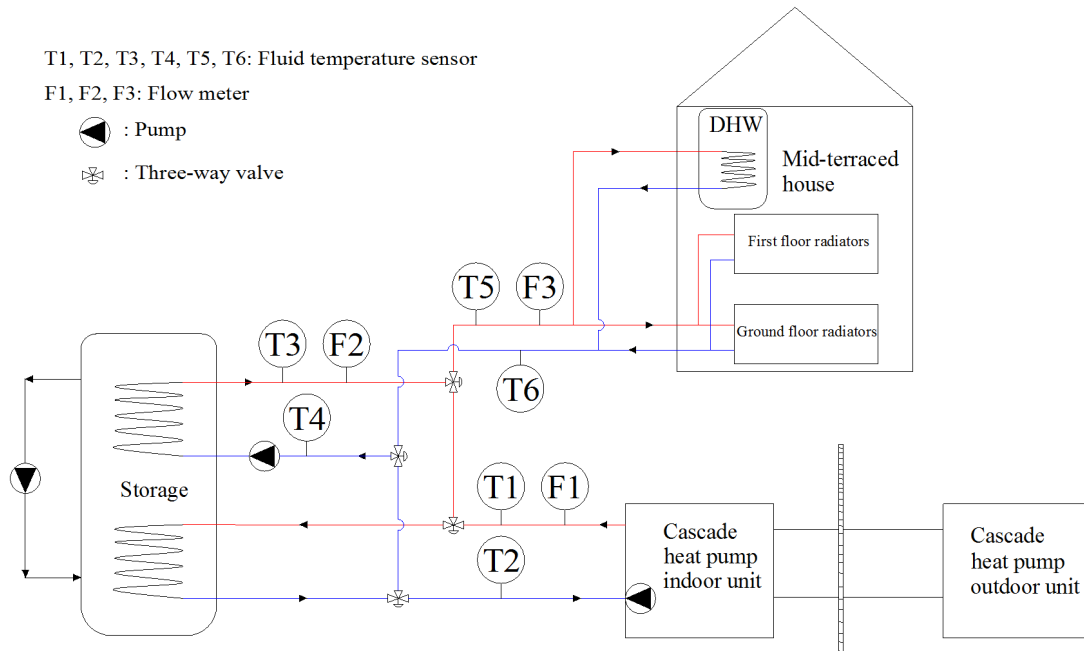 T1, T2, T3, T4, T5, T6: Fluid temperature sensor
F1, F2, F3: Flow meter
: Pump
: Three-way valve
DHW
Mid-terraced
house
First floor radiators
Ground floor radiators
T5
F3
T6
T3
F2
T4
Storage
T1
F1
T2
Cascade
heat pump
indoor unit
Cascade
heat pump
outdoor unit